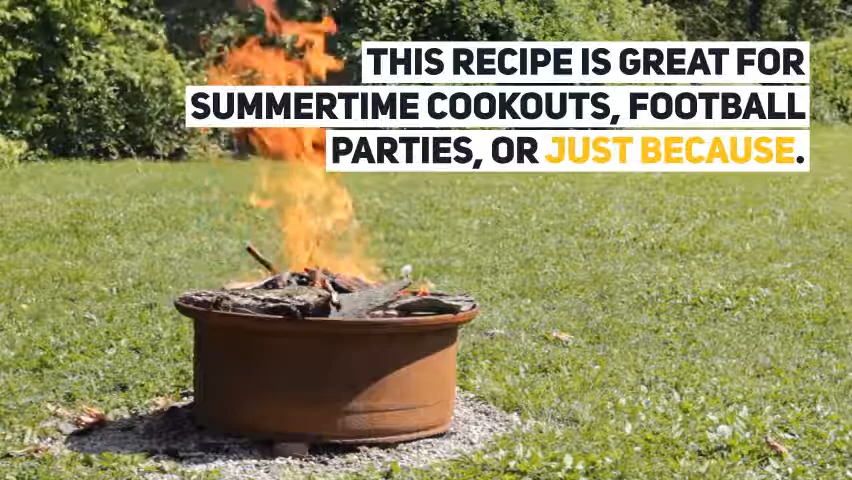 THIS RECIPE IS GREAT FOR
SUMMERTIME COOKOUTS, FOOTBALL
PARTIES, OR JUST BECAUSE.